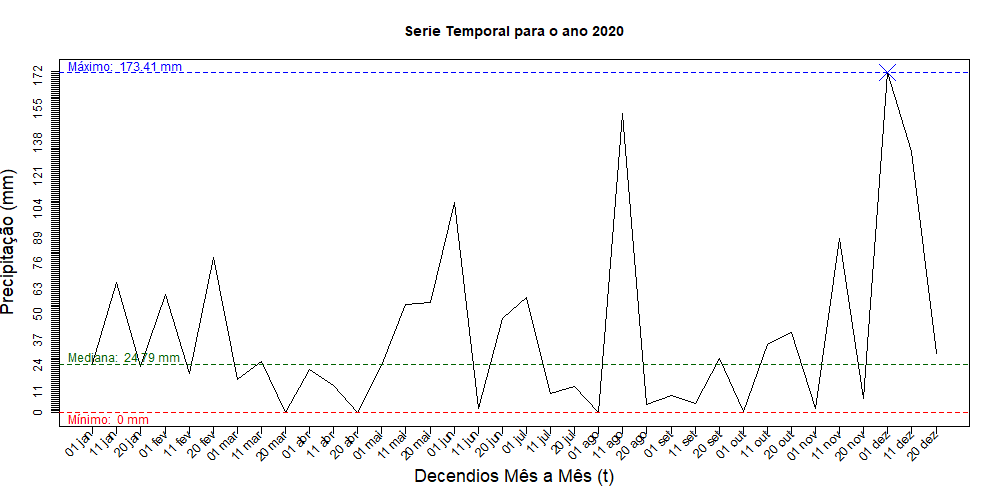 Serie Temporal para o ano 2020
Precipitação (mm)
172
155
138
121
104
89
76
63
50
37
24
11
0
Máximo: 173.41 mm
Mediana: 24.79 mm
Mínimo: 0 mm
01 jan
11 jan
20 jan
01 fev
11 fev
20 fev
01 mar
11 mar
20 mar
01 abr
11 abr
20 abr
01 mai
11 mai
20 mai
01 jun
11 jun
20 jun
01 jul
11 jul
20 jul
01 ago
11 ago
20 ago
01 set
11 set
20 set
01 out
11 out
20 out
01 nov
11 nov
20 nov
01 dez
11 dez
20 dez
Decendios Mês a Mês (t)